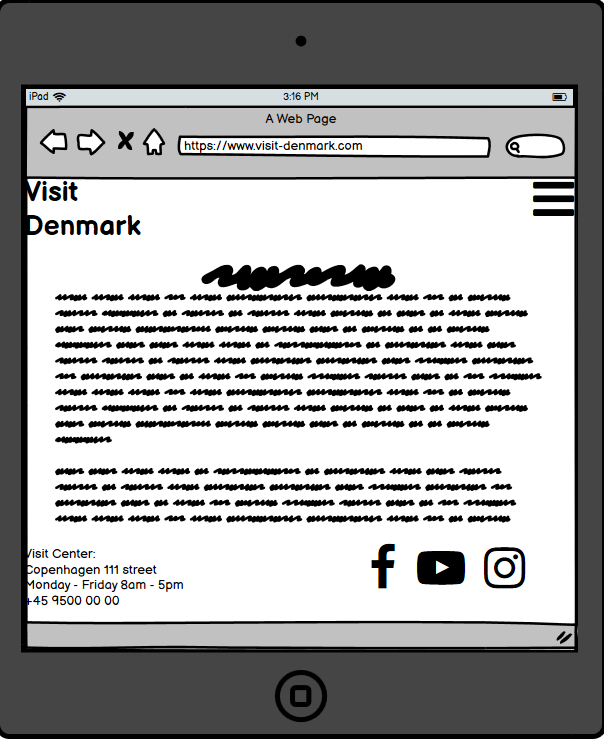 iPad
3:16 PM
A Web Page
https://www.visit-denmark.com
Visit
Denmark
Visit Center:
Copenhagen 111 street
Monday - Friday 8am - 5pm
+45 9500 00 00